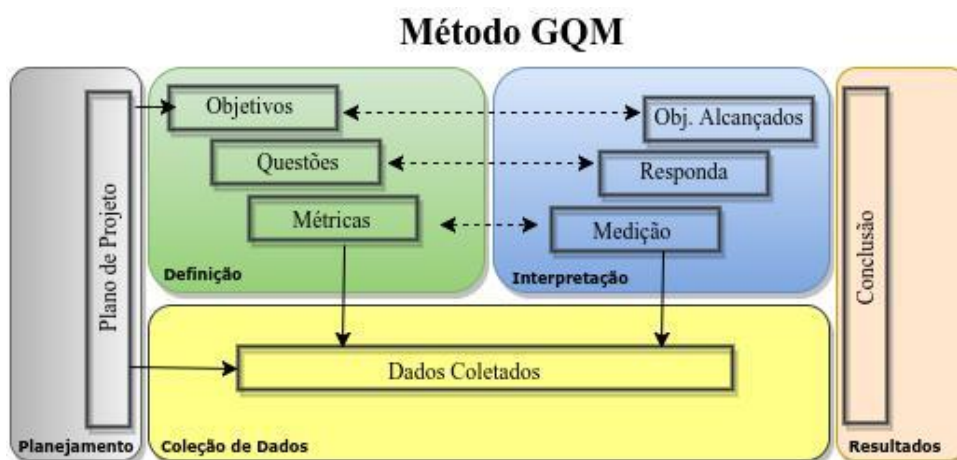 Método GQM
Plano de Projeto
Planejamento
Objetivos
Questões
Métricas
Definição
Obj. Alcançados
Responda
Medição
Interpretação
Dados Coletados
Coleção de Dados
Conclusão
Resultados